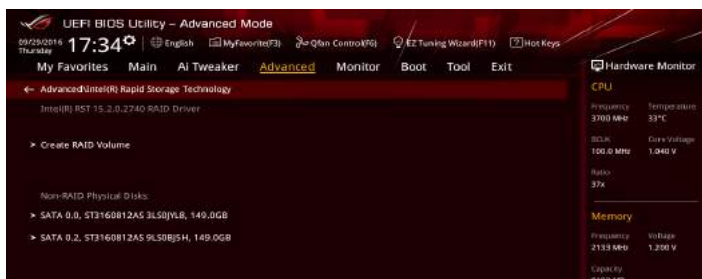 UEFI BIOS Utility – Advanced Mode
09/29/2016 Thursday 17:34 English MyFavorite(F3) Qfan Control(F6) EZ Tuning Wizard(F11) Hot Keys
My Favorites Main Ai Tweaker Advanced Monitor Boot Tool Exit
Hardware Monitor
Advanced\Intel(R) Rapid Storage Technology
Intel(R) RST 15.2.0.2740 RAID Driver
> Create RAID Volume
Non-RAID Physical Disks:
> SATA 0.0, ST3160812AS 3LS0JYL8, 149.0GB
> SATA 0.2, ST3160812AS 9LS0BJ5H, 149.0GB
CPU
Frequency Temperature
3700 MHz 33°C
BCLK Core Voltage
100.0 MHz 1.040 V
Ratio
37x
Memory
Frequency Voltage
2133 MHz 1.200 V
Capacity